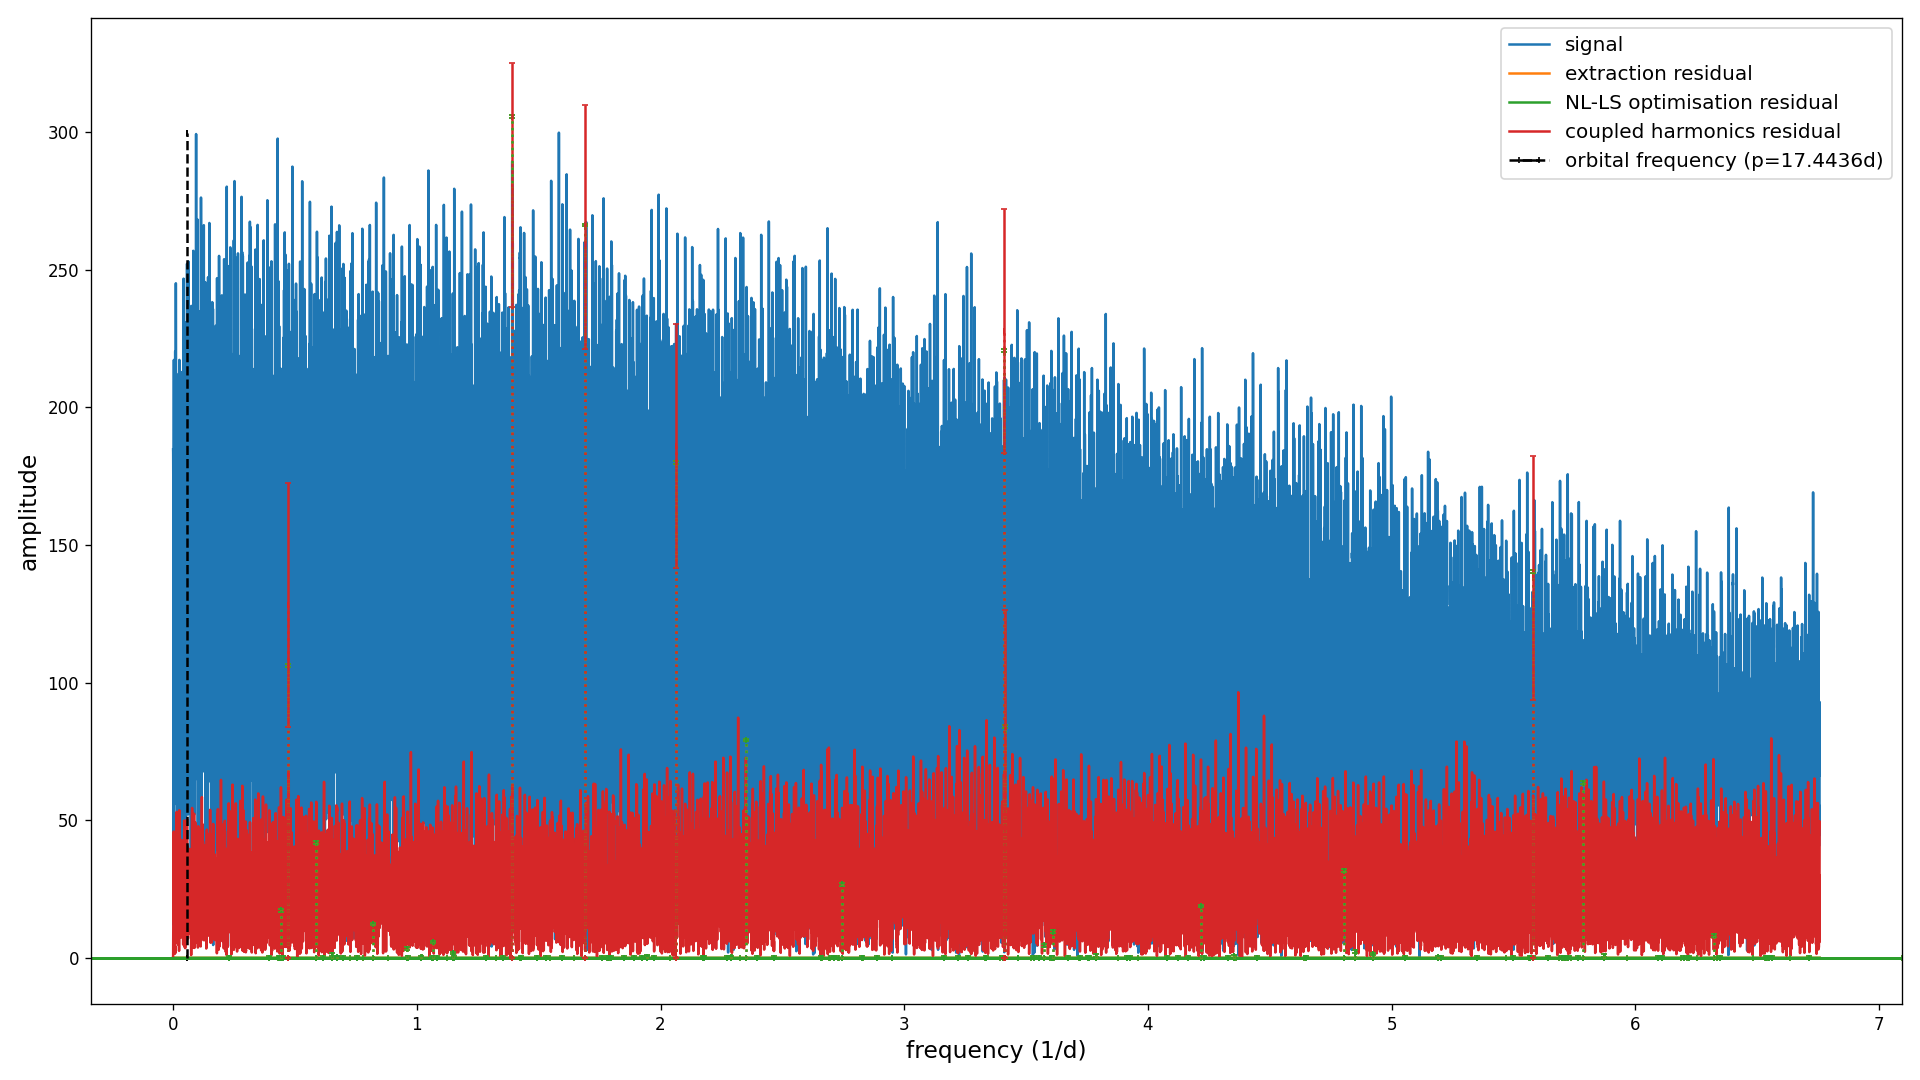 signal
extraction residual
NL-LS optimisation residual
coupled harmonics residual
orbital frequency (p=17.4436d)
amplitude
300
250
200
150
100
50
0
0 1 2 3 4 5 6 7
frequency (1/d)